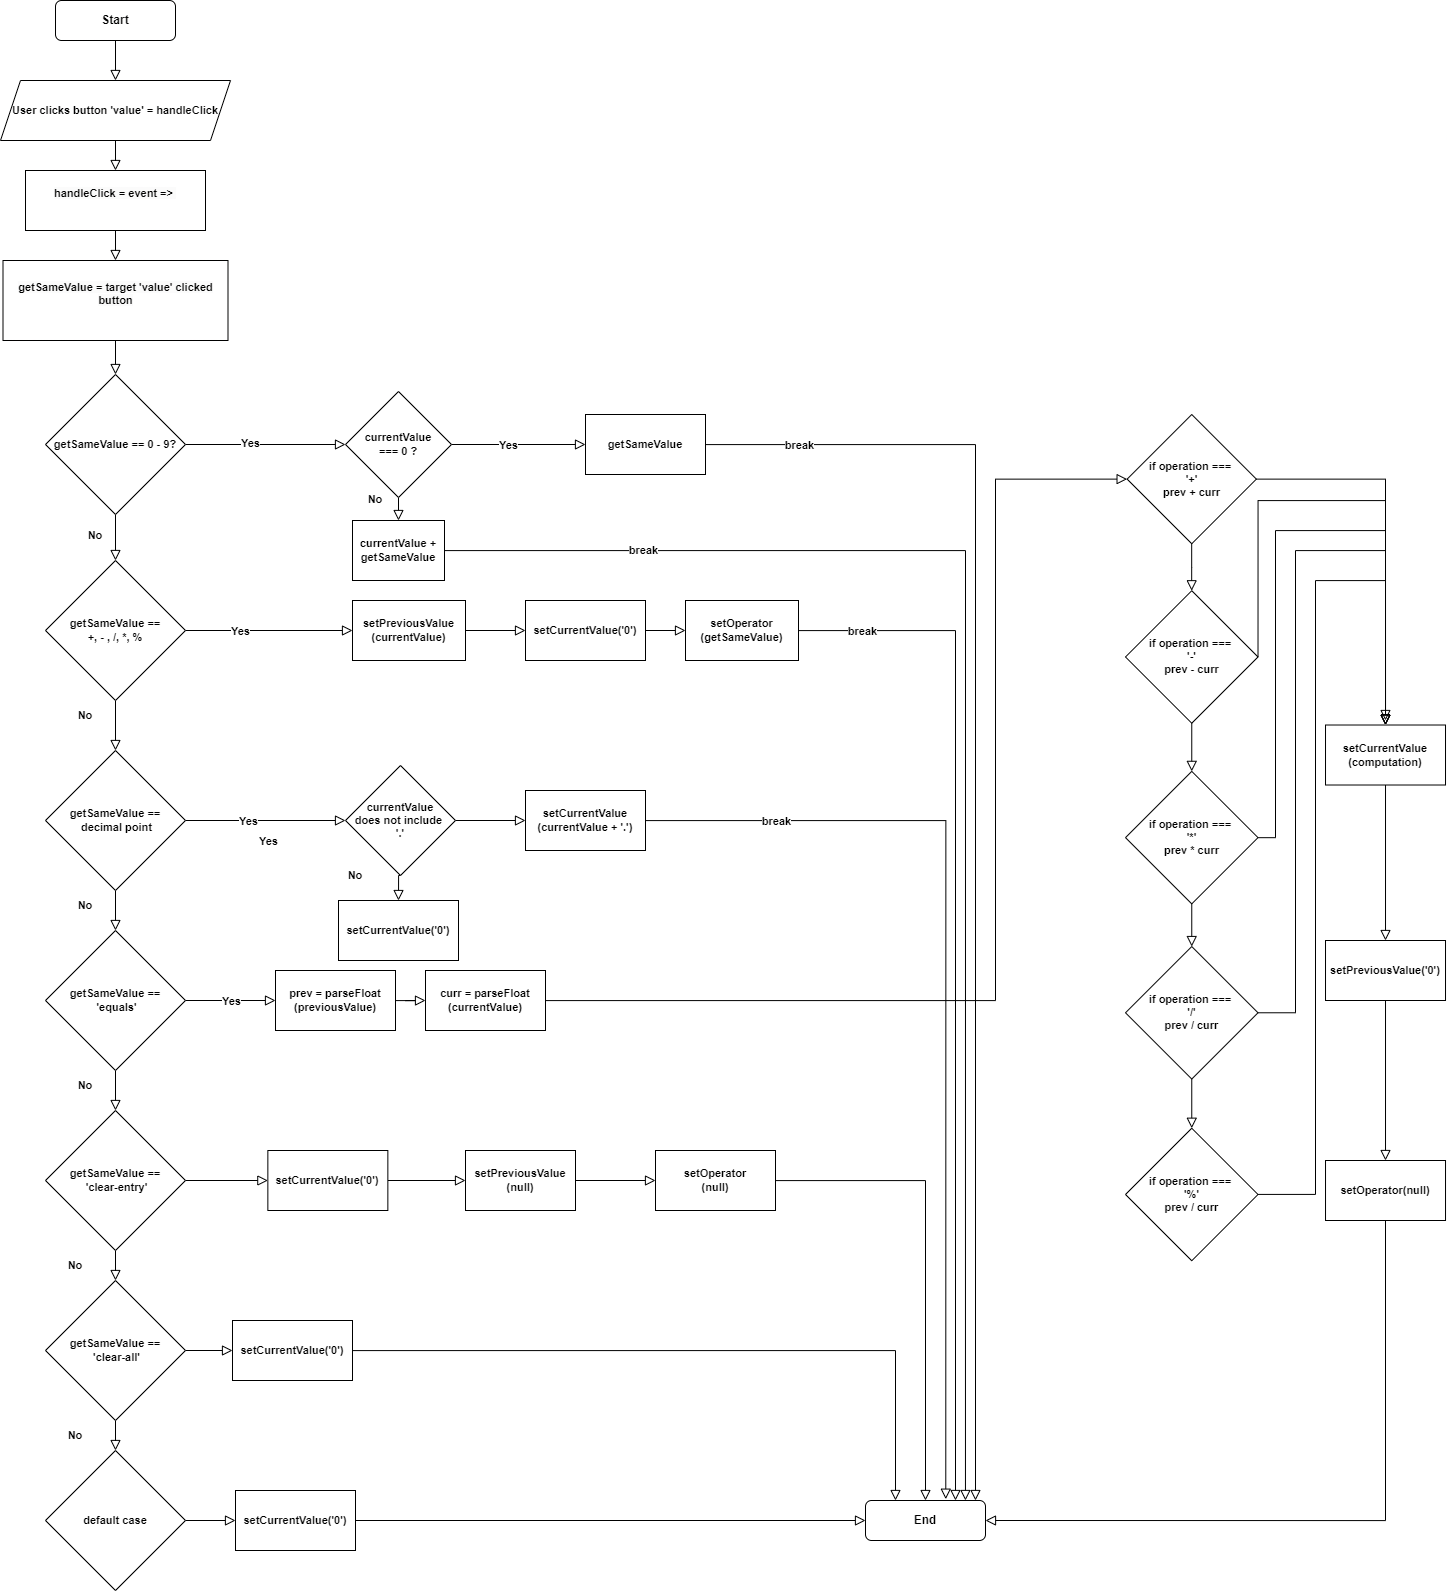 Start
User clicks button 'value' = handleClick
handleClick = event =>
getSameValue = target 'value' clicked
button
getSameValue == 0 - 9?
Yes
currentValue
=== 0 ?
Yes
getSameValue
break
No
currentValue +
getSameValue
break
No
getSameValue ==
+, - , /, *, %
Yes
setPreviousValue
(currentValue)
setCurrentValue('0')
setOperator
(getSameValue)
break
No
getSameValue ==
decimal point
Yes
Yes
currentValue
does not include
'.'
setCurrentValue
(currentValue + '.')
break
No
setCurrentValue('0')
No
getSameValue ==
'equals'
Yes
prev = parseFloat
(previousValue)
curr = parseFloat
(currentValue)
No
getSameValue ==
'clear-entry'
setCurrentValue('0')
setPreviousValue
(null)
setOperator
(null)
No
getSameValue ==
'clear-all'
setCurrentValue('0')
No
default case
setCurrentValue('0')
End
if operation ===
'+'
prev + curr
if operation ===
'-'
prev - curr
if operation ===
'*'
prev * curr
if operation ===
'/'
prev / curr
if operation ===
'%'
prev / curr
setCurrentValue
(computation)
setPreviousValue('0')
setOperator(null)